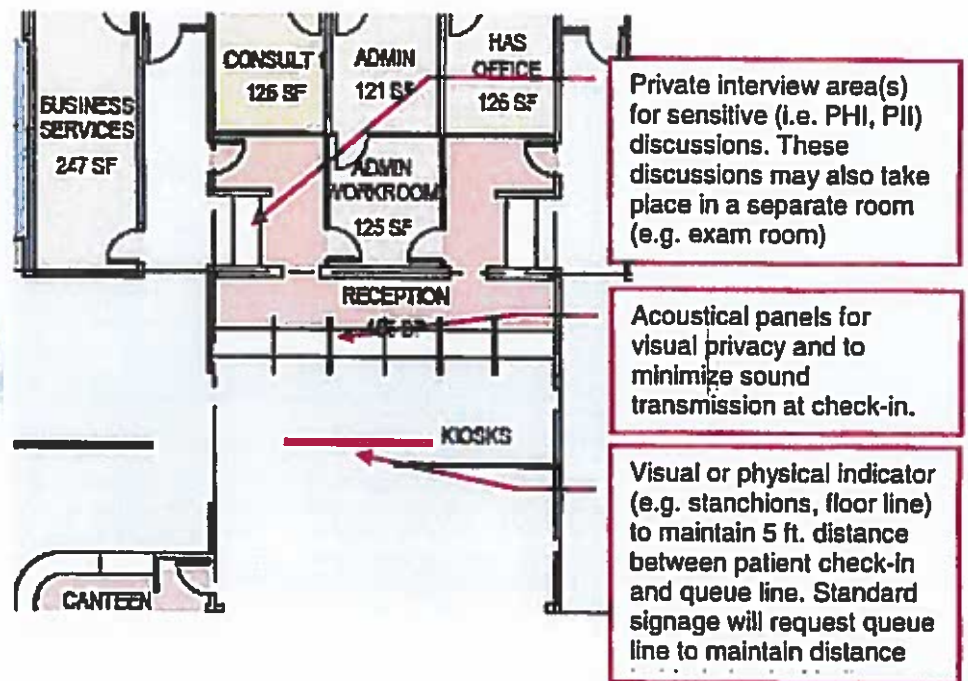 CONSULT
126 SF
ADMIN
121 SF
HAS
OFFICE
126 SF
BUSINESS
SERVICES
247 SF
ADMIN
WORKROOM
125 SF
RECEPTION
SF
KIOSKS
CANTEEN
Private interview area(s)
for sensitive (i.e. PHI, PII)
discussions. These
discussions may also take
place in a separate room
(e.g. exam room)
Acoustical panels for
visual privacy and to
minimize sound
transmission at check-in.
Visual or physical indicator
(e.g. stanchions, floor line)
to maintain 5 ft. distance
between patient check-in
and queue line. Standard
signage will request queue
line to maintain distance